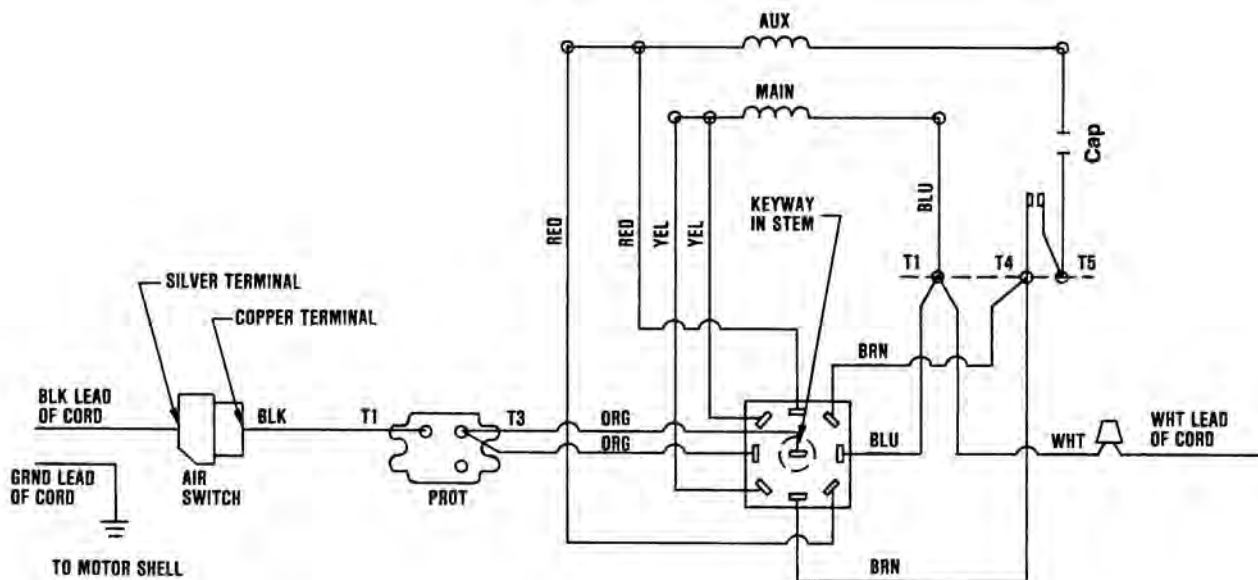 AUX
MAIN
Cap
RED
RED
YEL
YEL
KEYWAY
IN STEM
BLU
T1
T4
T5
SILVER TERMINAL
COPPER TERMINAL
BRN
BLK LEAD
OF CORD
BLK
T1
T3
ORG
ORG
BLU
WHT
WHT LEAD
OF CORD
GRND LEAD
OF CORD
AIR
SWITCH
PROT
TO MOTOR SHELL
BRN